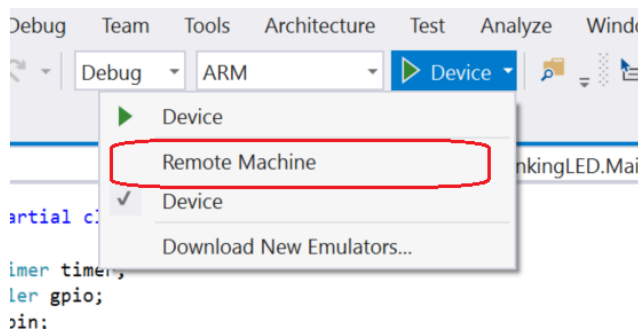 Debug Team Tools Architecture Test Analyze Windo
Debug ARM Device
Device
Remote Machine
nkingLED.Mai
Device
artial c
Download New Emulators...
imer timer;
ler gpio;
pin;